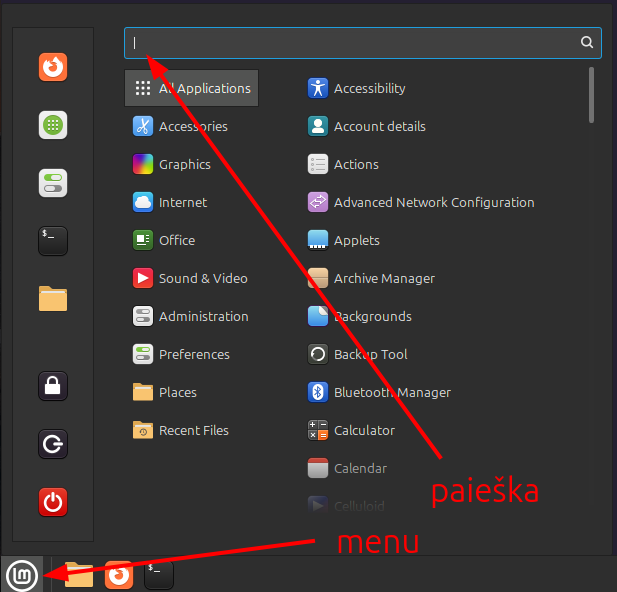 All Applications
Accessories
Graphics
Internet
Office
Sound & Video
Administration
Preferences
Places
Recent Files
Accessibility
Account details
Actions
Advanced Network Configuration
Applets
Archive Manager
Backgrounds
Backup Tool
Bluetooth Manager
Calculator
Calendar
Celluloid
paieška
menu